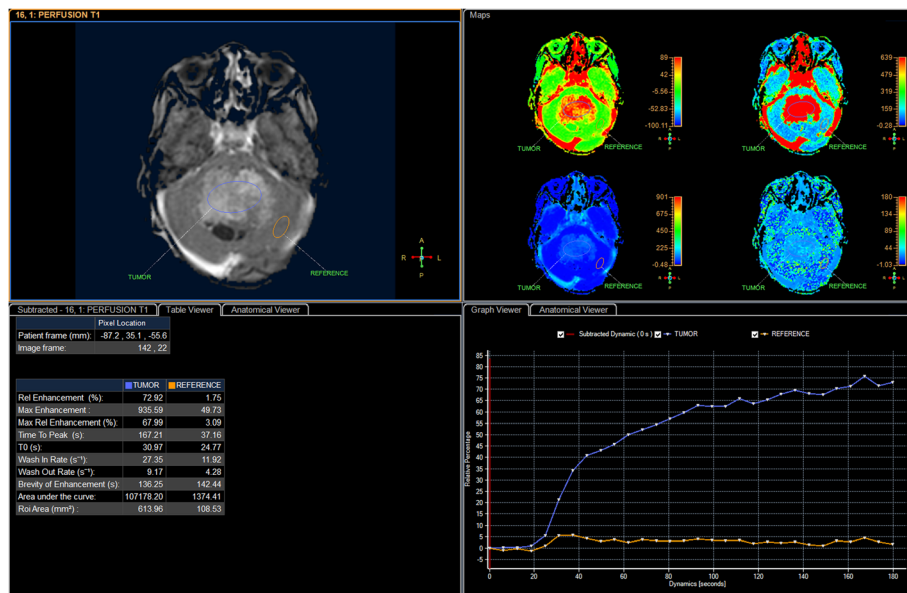 16, 1: PERFUSION T1
TUMOR
REFERENCE
A
R P L
P
Maps
89
42
-5.56
-52.83
-100.11
TUMOR
REFERENCE
639
479
319
159
-0.28
TUMOR
REFERENCE
901
675
450
225
-0.48
TUMOR
REFERENCE
180
134
89
44
-1.03
TUMOR
REFERENCE
Subtracted - 16, 1: PERFUSION T1
Table Viewer
Anatomical Viewer
Pixel Location
Patient frame (mm): -87.2 , 35.1 , -55.6
Image frame: 142 , 22
TUMOR REFERENCE
Rel Enhancement (%): 72.92 1.75
Max Enhancement : 935.59 49.73
Max Rel Enhancement (%): 67.99 3.09
Time To Peak (s): 167.21 37.16
T0 (s): 30.97 24.77
Wash In Rate (s⁻¹): 27.35 11.92
Wash Out Rate (s⁻¹): 9.17 4.28
Brevity of Enhancement (s): 136.25 142.44
Area under the curve: 107178.20 1374.41
Roi Area (mm²) : 613.96 108.53
Graph Viewer
Anatomical Viewer
Subtracted Dynamic ( 0 s ) TUMOR REFERENCE
Relative Percentage
85
80
75
70
65
60
55
50
45
40
35
30
25
20
15
10
5
0
-5
0 20 40 60 80 100 120 140 160 180
Dynamics [seconds]